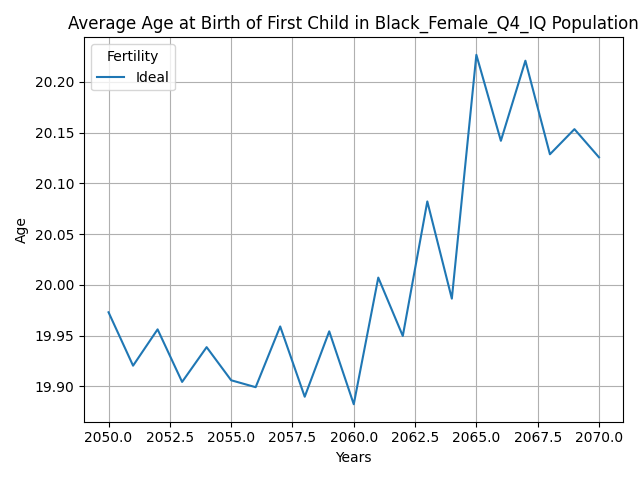 Average Age at Birth of First Child in Black_Female_Q4_IQ Population
Fertility
Ideal
20.20
20.15
20.10
20.05
20.00
19.95
19.90
Age
2050.0 2052.5 2055.0 2057.5 2060.0 2062.5 2065.0 2067.5 2070.0
Years